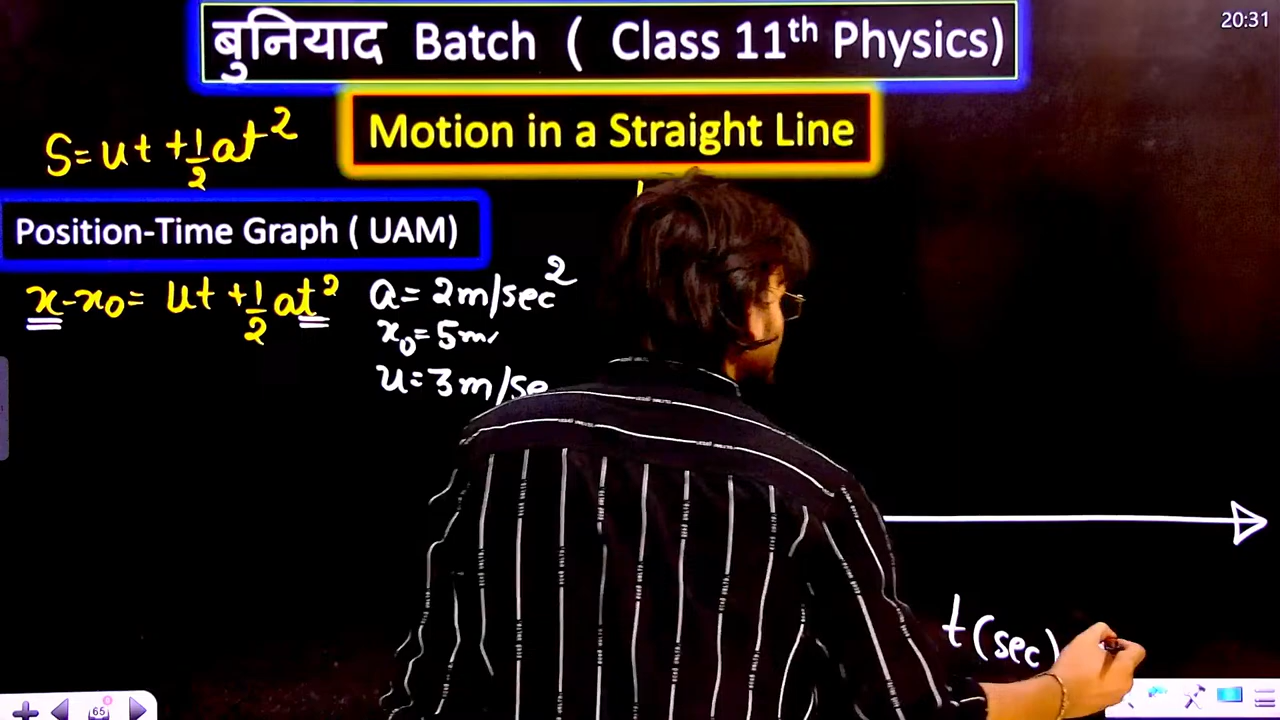 20:31
बुनियाद Batch ( Class 11th Physics)
Motion in a Straight Line
S=ut+½at²
Position-Time Graph ( UAM)
x-x₀= ut+½at²
a=2m/sec²
x₀=5m
u=3m/se
t(sec)
65